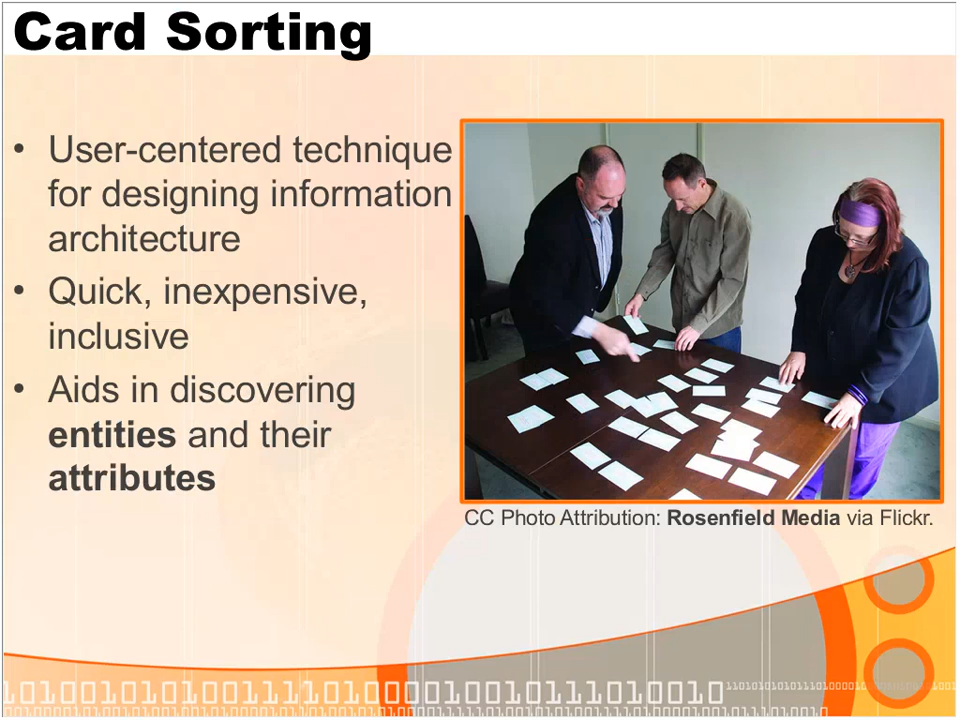 Card Sorting
• User-centered technique
for designing information
architecture
• Quick, inexpensive,
inclusive
• Aids in discovering
entities and their
attributes
CC Photo Attribution: Rosenfield Media via Flickr.
101001010100111101000010010111010010